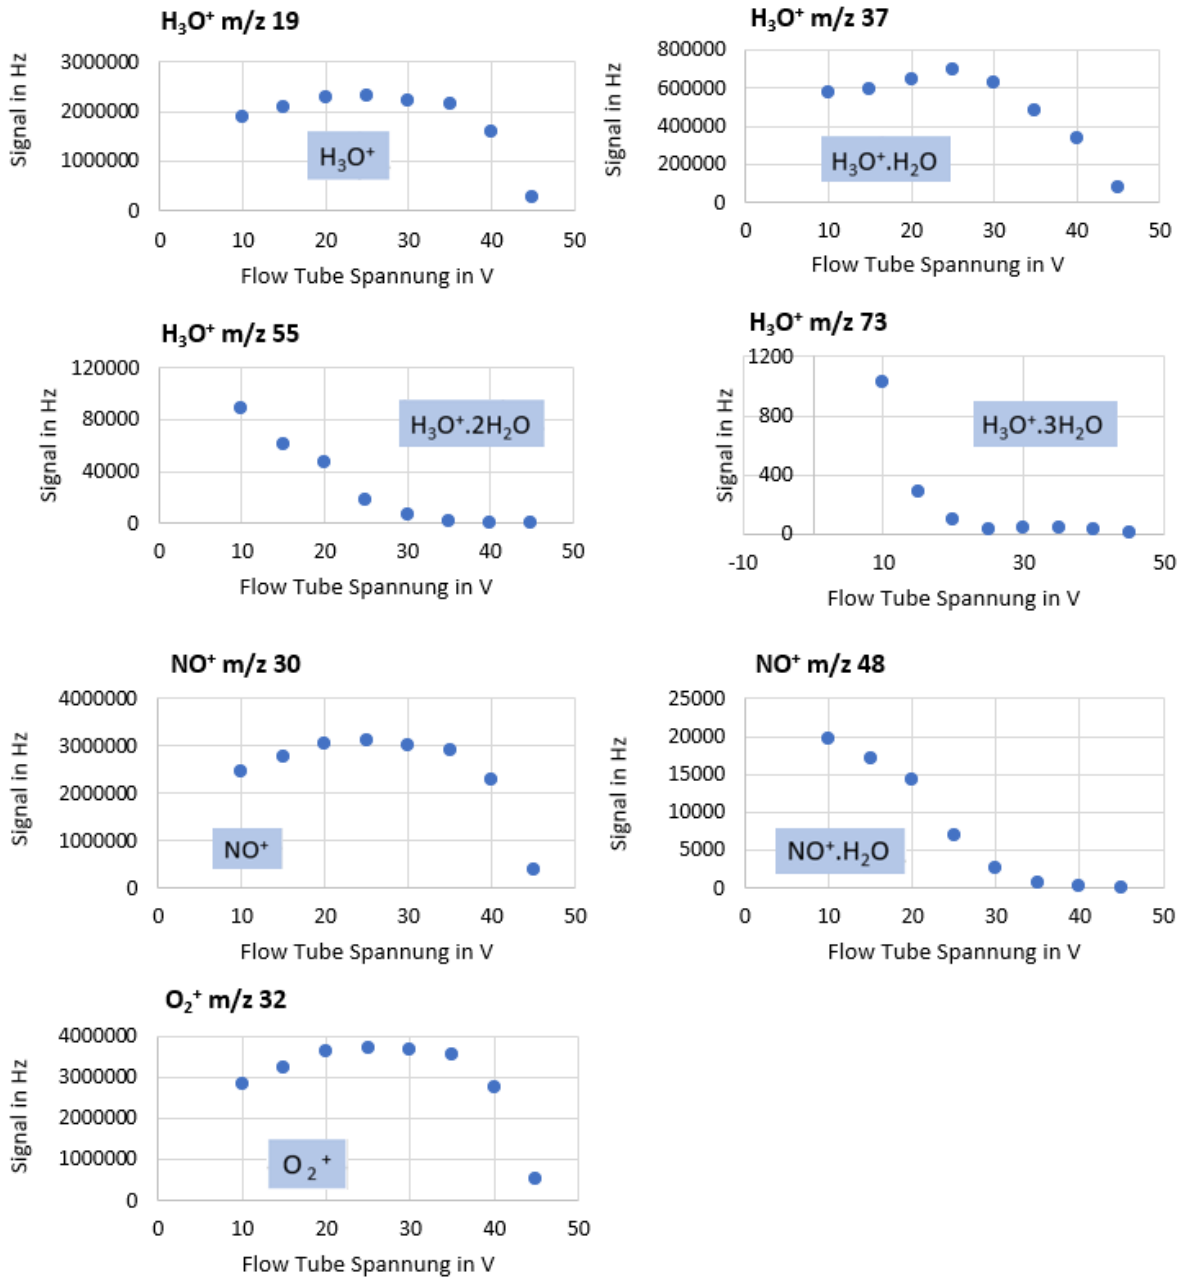 H₃O⁺ m/z 19
Signal in Hz
3000000
2000000
1000000
0
H₃O⁺
0 10 20 30 40 50
Flow Tube Spannung in V
H₃O⁺ m/z 37
Signal in Hz
800000
600000
400000
200000
0
H₃O⁺.H₂O
0 10 20 30 40 50
Flow Tube Spannung in V
H₃O⁺ m/z 55
Signal in Hz
120000
80000
40000
0
H₃O⁺.2H₂O
0 10 20 30 40 50
Flow Tube Spannung in V
H₃O⁺ m/z 73
Signal in Hz
1200
800
400
0
H₃O⁺.3H₂O
-10 10 30 50
Flow Tube Spannung in V
NO⁺ m/z 30
Signal in Hz
4000000
3000000
2000000
1000000
0
NO⁺
0 10 20 30 40 50
Flow Tube Spannung in V
NO⁺ m/z 48
Signal in Hz
25000
20000
15000
10000
5000
0
NO⁺.H₂O
0 10 20 30 40 50
Flow Tube Spannung in V
O₂⁺ m/z 32
Signal in Hz
4000000
3000000
2000000
1000000
0
O₂⁺
0 10 20 30 40 50
Flow Tube Spannung in V